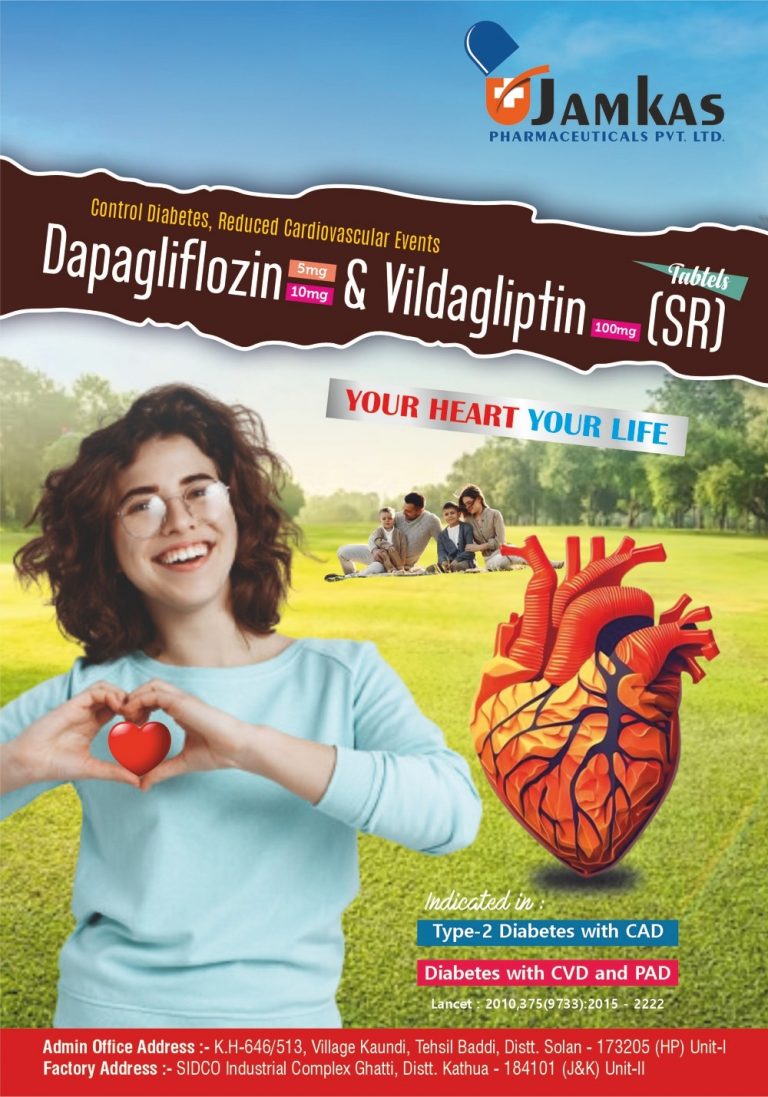 JAMKAS
PHARMACEUTICALS PVT. LTD.
Control Diabetes, Reduced Cardiovascular Events
Dapagliflozin 5mg 10mg & Vildagliptin 100mg (SR) Tabtels
YOUR HEART YOUR LIFE
Indicated in :
Type-2 Diabetes with CAD
Diabetes with CVD and PAD
Lancet : 2010,375(9733):2015 - 2222
Admin Office Address :- K.H-646/513, Village Kaundi, Tehsil Baddi, Distt. Solan - 173205 (HP) Unit-I
Factory Address :- SIDCO Industrial Complex Ghatti, Distt. Kathua - 184101 (J&K) Unit-II